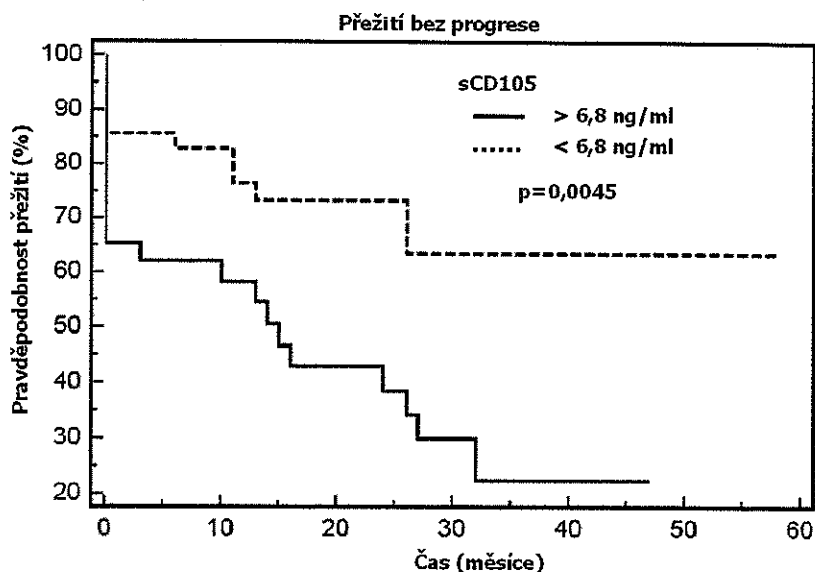 Přežití bez progrese
Pravděpodobnost přežití (%)
100
90
80
70
60
50
40
30
20
sCD105
> 6,8 ng/ml
< 6,8 ng/ml
p=0,0045
0 10 20 30 40 50 60
Čas (měsíce)